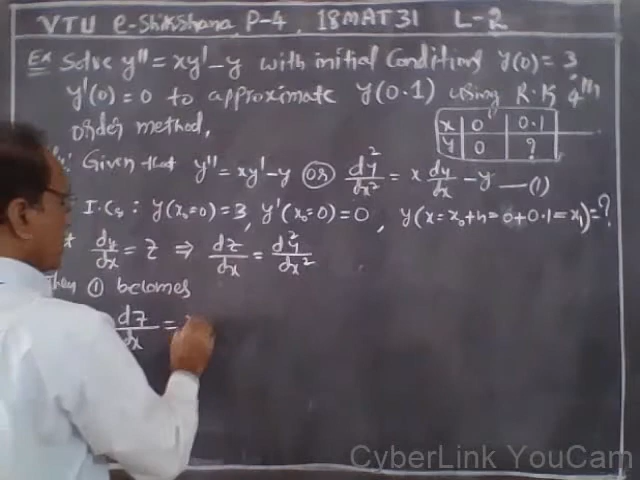 VTU e-Shikshana P-4, 18MAT31 L-2
Ex Solve y'' = xy' - y with initial Conditions y(0) = 3,
y'(0) = 0 to approximate y(0.1) using R.K 4th
order method.
x 0 0.1
y 0 ?
Given that y'' = xy' - y or d²y/dx² = x dy/dx - y —(1)
I.Cs: y(x₀=0) = 3, y'(x₀=0) = 0, y(x = x₀+h = 0+0.1 = x₁) = ?
dy/dx = z ⇒ dz/dx = d²y/dx²
then ① becomes
dz/dx =
CyberLink YouCam